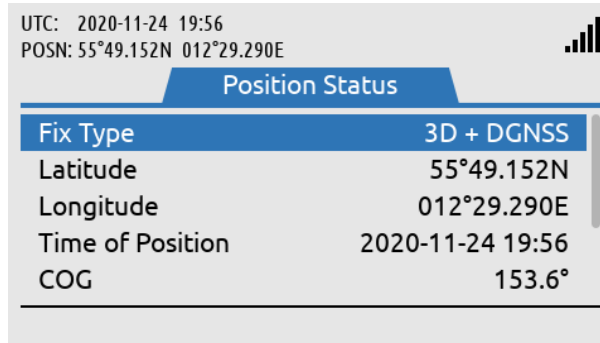 UTC: 2020-11-24 19:56
POSN: 55°49.152N 012°29.290E
Position Status
Fix Type 3D + DGNSS
Latitude 55°49.152N
Longitude 012°29.290E
Time of Position 2020-11-24 19:56
COG 153.6°